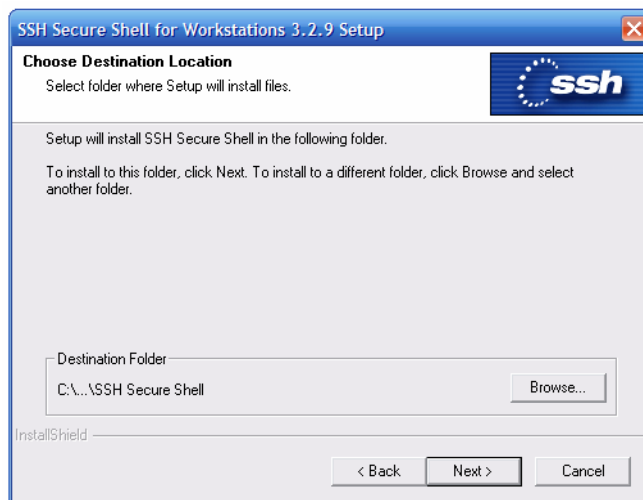 SSH Secure Shell for Workstations 3.2.9 Setup
Choose Destination Location
Select folder where Setup will install files.
ssh
Setup will install SSH Secure Shell in the following folder.
To install to this folder, click Next. To install to a different folder, click Browse and select
another folder.
Destination Folder
C:\...\SSH Secure Shell
Browse...
InstallShield
< Back
Next >
Cancel